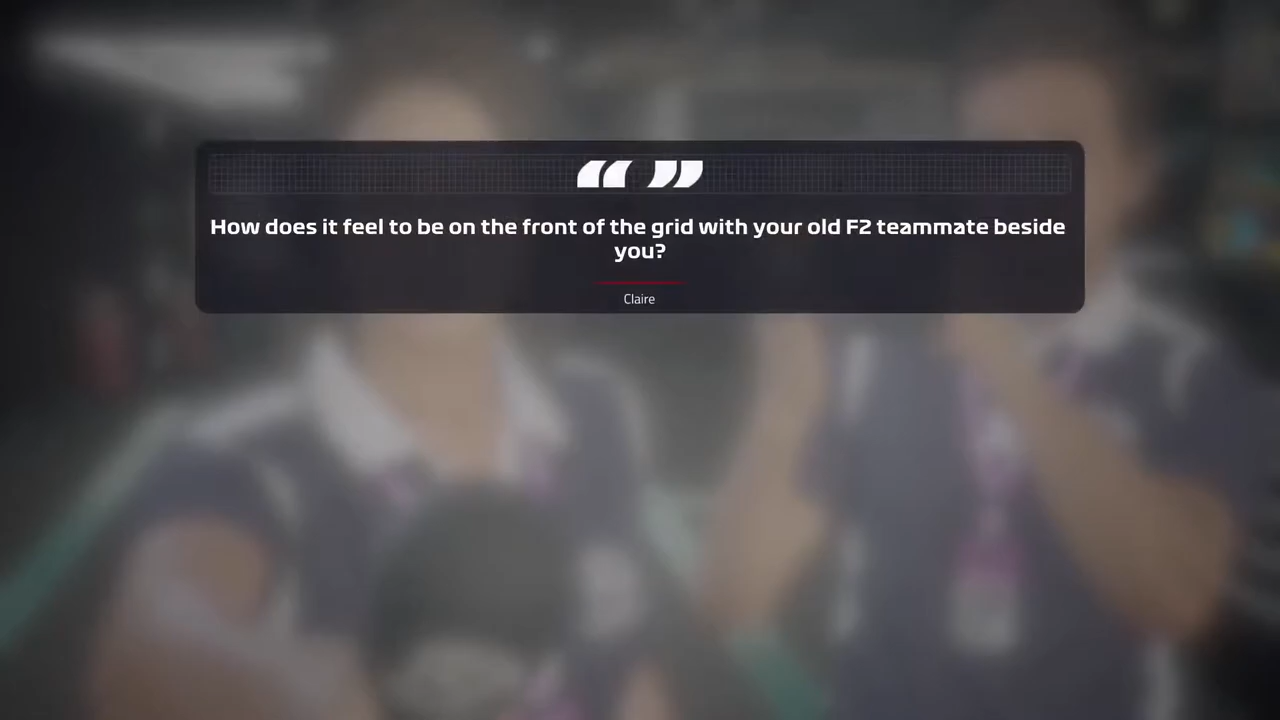 How does it feel to be on the front of the grid with your old F2 teammate beside
you?
Claire